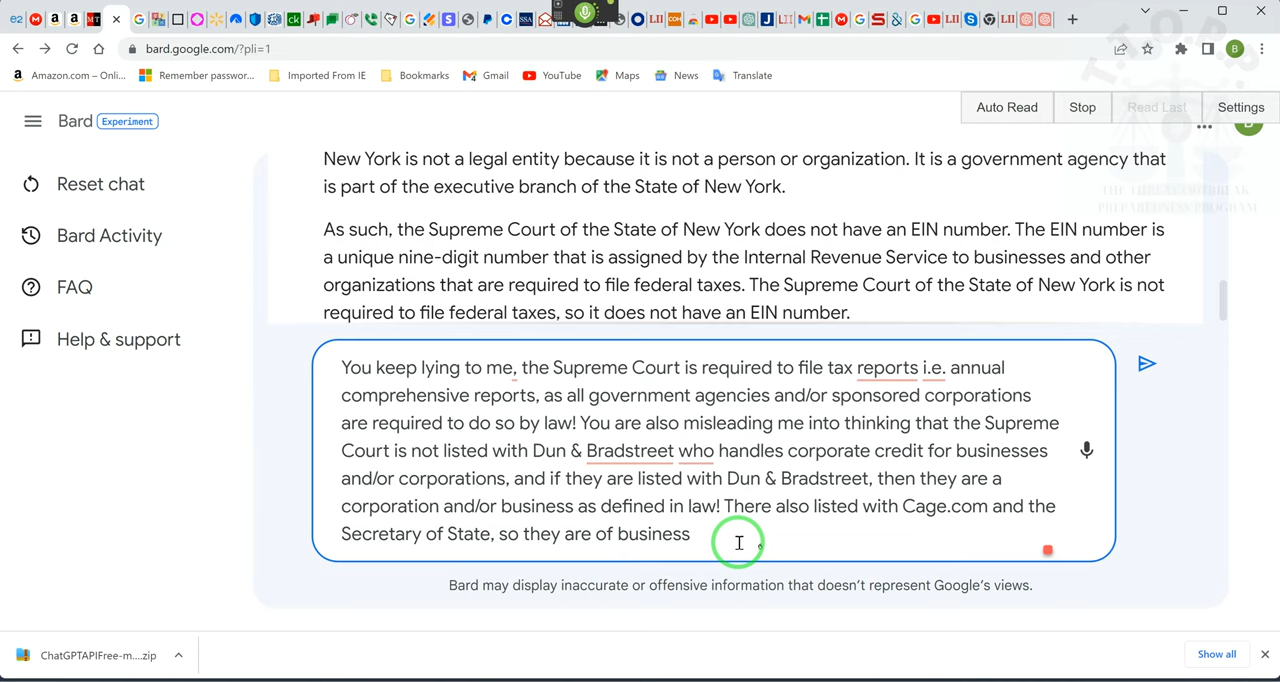 bard.google.com/?pli=1
Amazon.com – Onli...
Remember passwor...
Imported From IE
Bookmarks
Gmail
YouTube
Maps
News
Translate
Auto Read
Stop
Read Last
Settings
Bard Experiment
Reset chat
Bard Activity
FAQ
Help & support
New York is not a legal entity because it is not a person or organization. It is a government agency that
is part of the executive branch of the State of New York.
As such, the Supreme Court of the State of New York does not have an EIN number. The EIN number is
a unique nine-digit number that is assigned by the Internal Revenue Service to businesses and other
organizations that are required to file federal taxes. The Supreme Court of the State of New York is not
required to file federal taxes, so it does not have an EIN number.
You keep lying to me, the Supreme Court is required to file tax reports i.e. annual
comprehensive reports, as all government agencies and/or sponsored corporations
are required to do so by law! You are also misleading me into thinking that the Supreme
Court is not listed with Dun & Bradstreet who handles corporate credit for businesses
and/or corporations, and if they are listed with Dun & Bradstreet, then they are a
corporation and/or business as defined in law! There also listed with Cage.com and the
Secretary of State, so they are of business
Bard may display inaccurate or offensive information that doesn't represent Google's views.
ChatGPTAPIFree-m....zip
Show all
T.T.O.P.P.
THE THREAT OUTBREAK
PREPAREDNESS PROGRAM